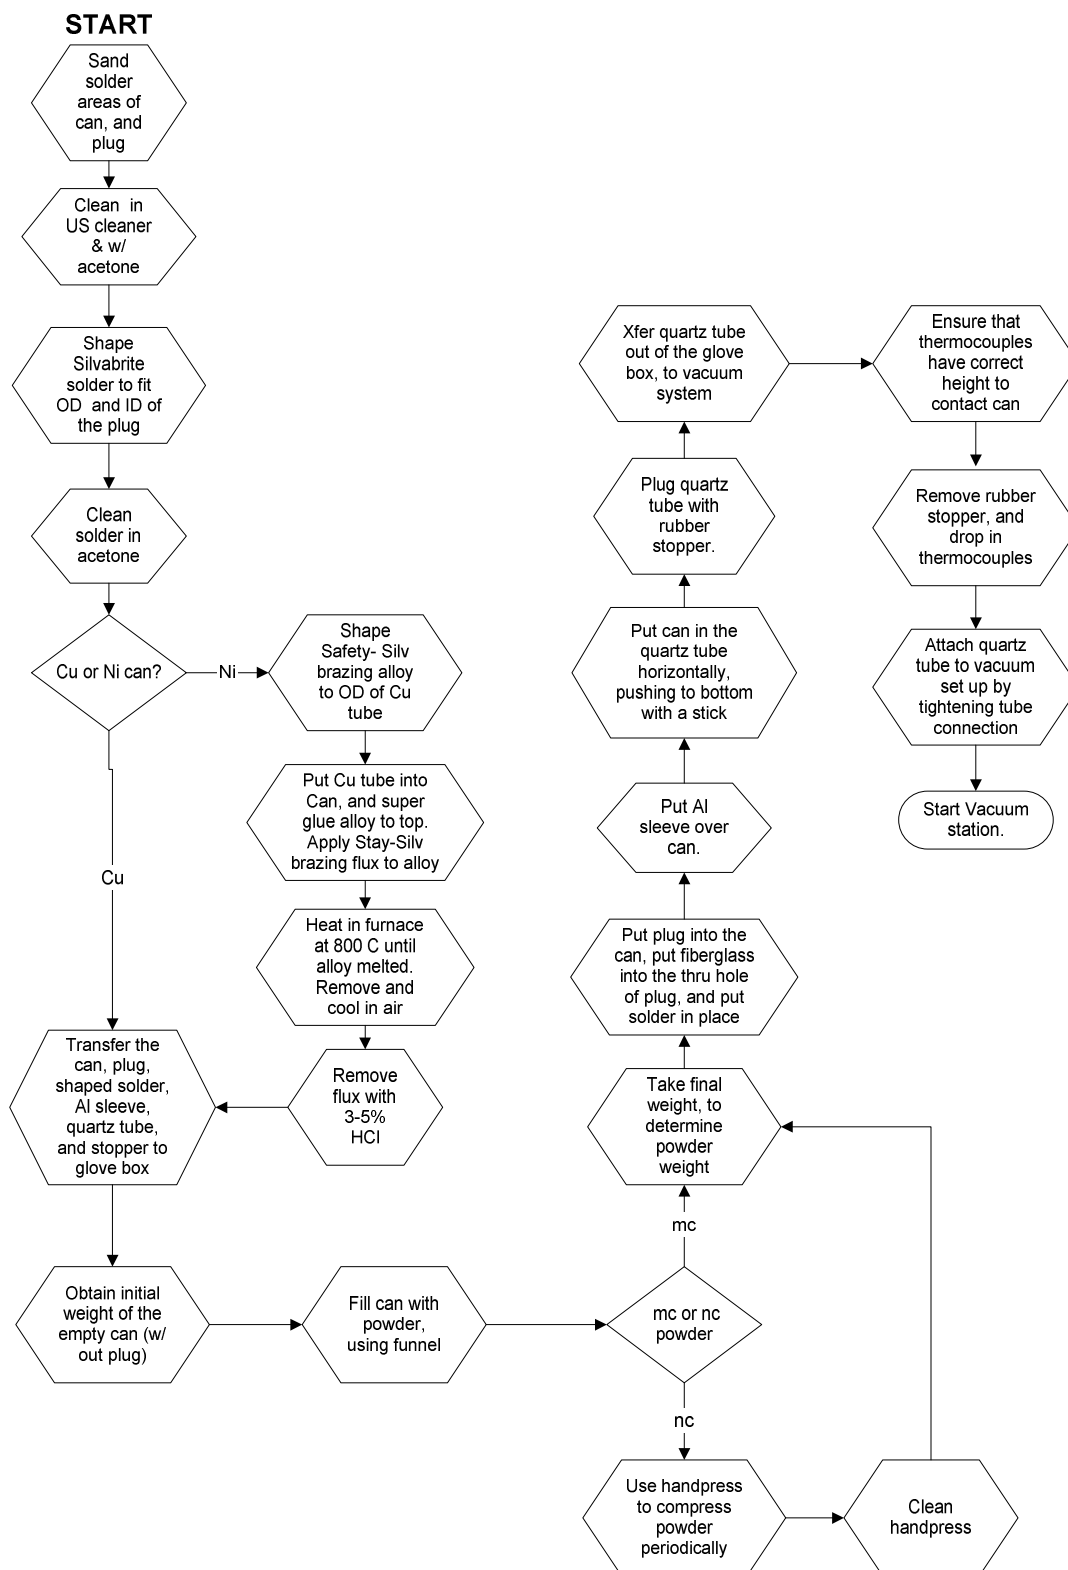 START
Sand
solder
areas of
can, and
plug
Clean  in
US cleaner
& w/
acetone
Shape
Silvabrite
solder to fit
OD  and ID of
the plug
Clean
solder in
acetone
Cu or Ni can?
Ni
Shape
Safety- Silv
brazing alloy
to OD of Cu
tube
Put Cu tube into
Can, and super
glue alloy to top.
Apply Stay-Silv
brazing flux to alloy
Heat in furnace
at 800 C until
alloy melted.
Remove and
cool in air
Remove
flux with
3-5%
HCl
Cu
Transfer the
can, plug,
shaped solder,
Al sleeve,
quartz tube,
and stopper to
glove box
Obtain initial
weight of the
empty can (w/
out plug)
Fill can with
powder,
using funnel
mc or nc
powder
mc
nc
Use handpress
to compress
powder
periodically
Clean
handpress
Take final
weight, to
determine
powder
weight
Put plug into the
can, put fiberglass
into the thru hole
of plug, and put
solder in place
Put Al
sleeve over
can.
Put can in the
quartz tube
horizontally,
pushing to bottom
with a stick
Plug quartz
tube with
rubber
stopper.
Xfer quartz tube
out of the glove
box, to vacuum
system
Ensure that
thermocouples
have correct
height to
contact can
Remove rubber
stopper, and
drop in
thermocouples
Attach quartz
tube to vacuum
set up by
tightening tube
connection
Start Vacuum
station.